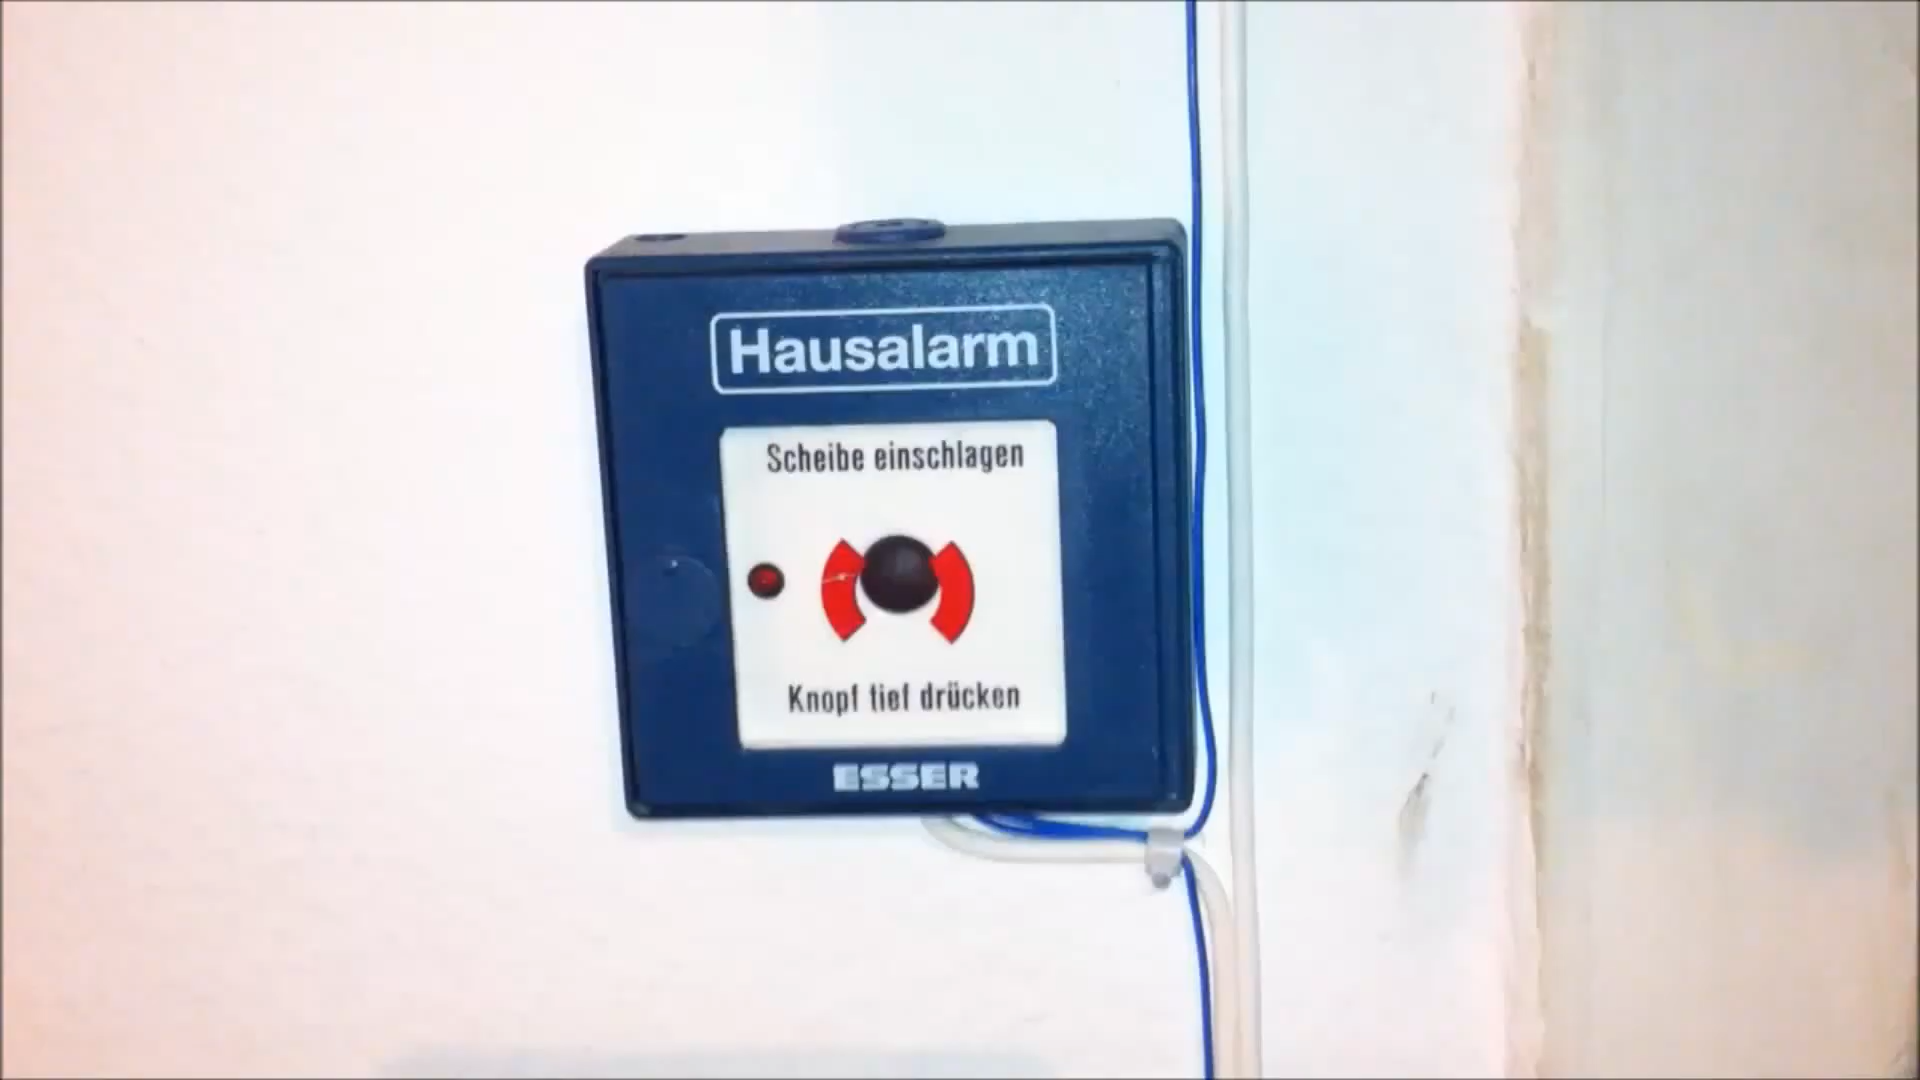 Hausalarm
Scheibe einschlagen
Knopf tief drücken
ESSER